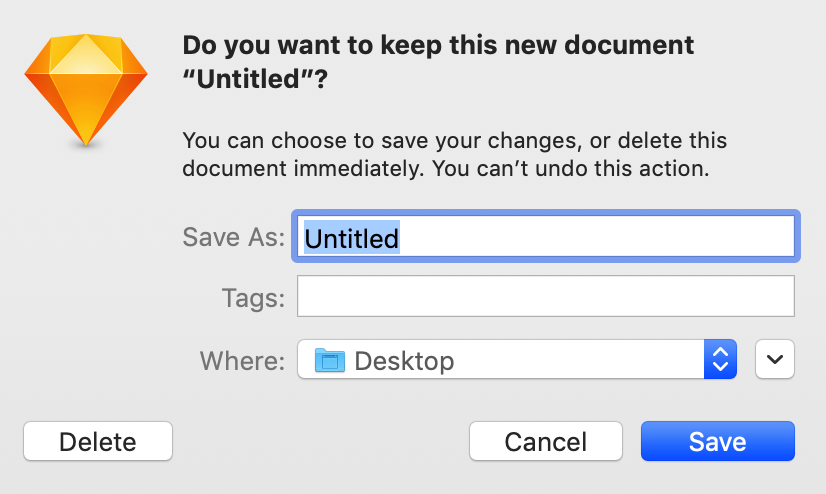 Do you want to keep this new document
“Untitled”?
You can choose to save your changes, or delete this
document immediately. You can’t undo this action.
Save As: Untitled
Tags:
Where: Desktop
Delete Cancel Save